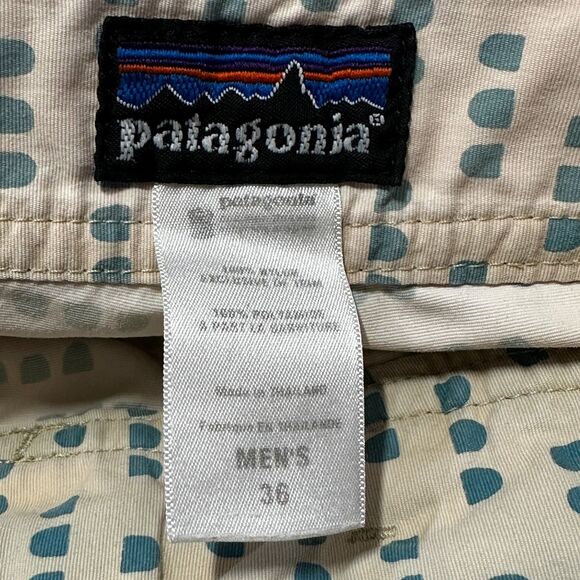 patagonia®
patagonia
100% NYLON
EXCLUSIVE OF TRIM
100% POLYAMIDE
À PART LA GARNITURE
Made in THAILAND
Fabriqué EN THAILANDE
MEN'S
36